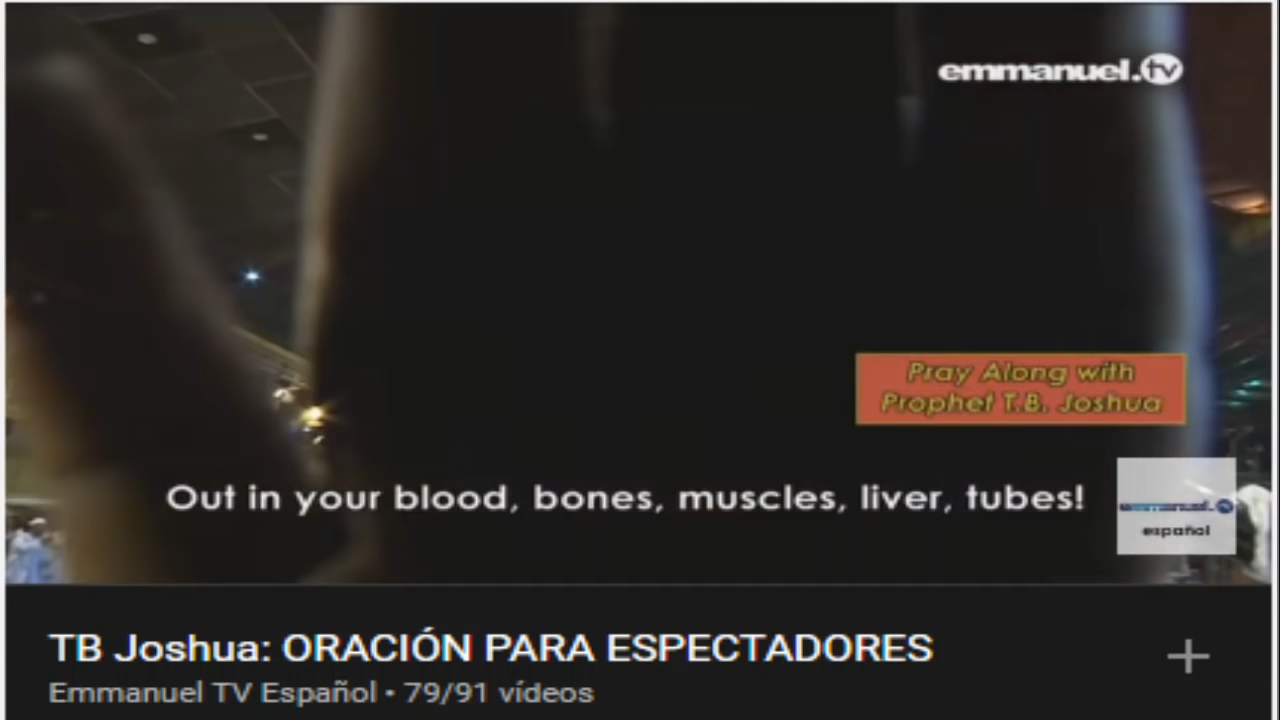 emmanuel.tv
Pray Along with
Prophet T.B. Joshua
Out in your blood, bones, muscles, liver, tubes!
emmanuel.tv
español
TB Joshua: ORACIÓN PARA ESPECTADORES
Emmanuel TV Español • 79/91 vídeos